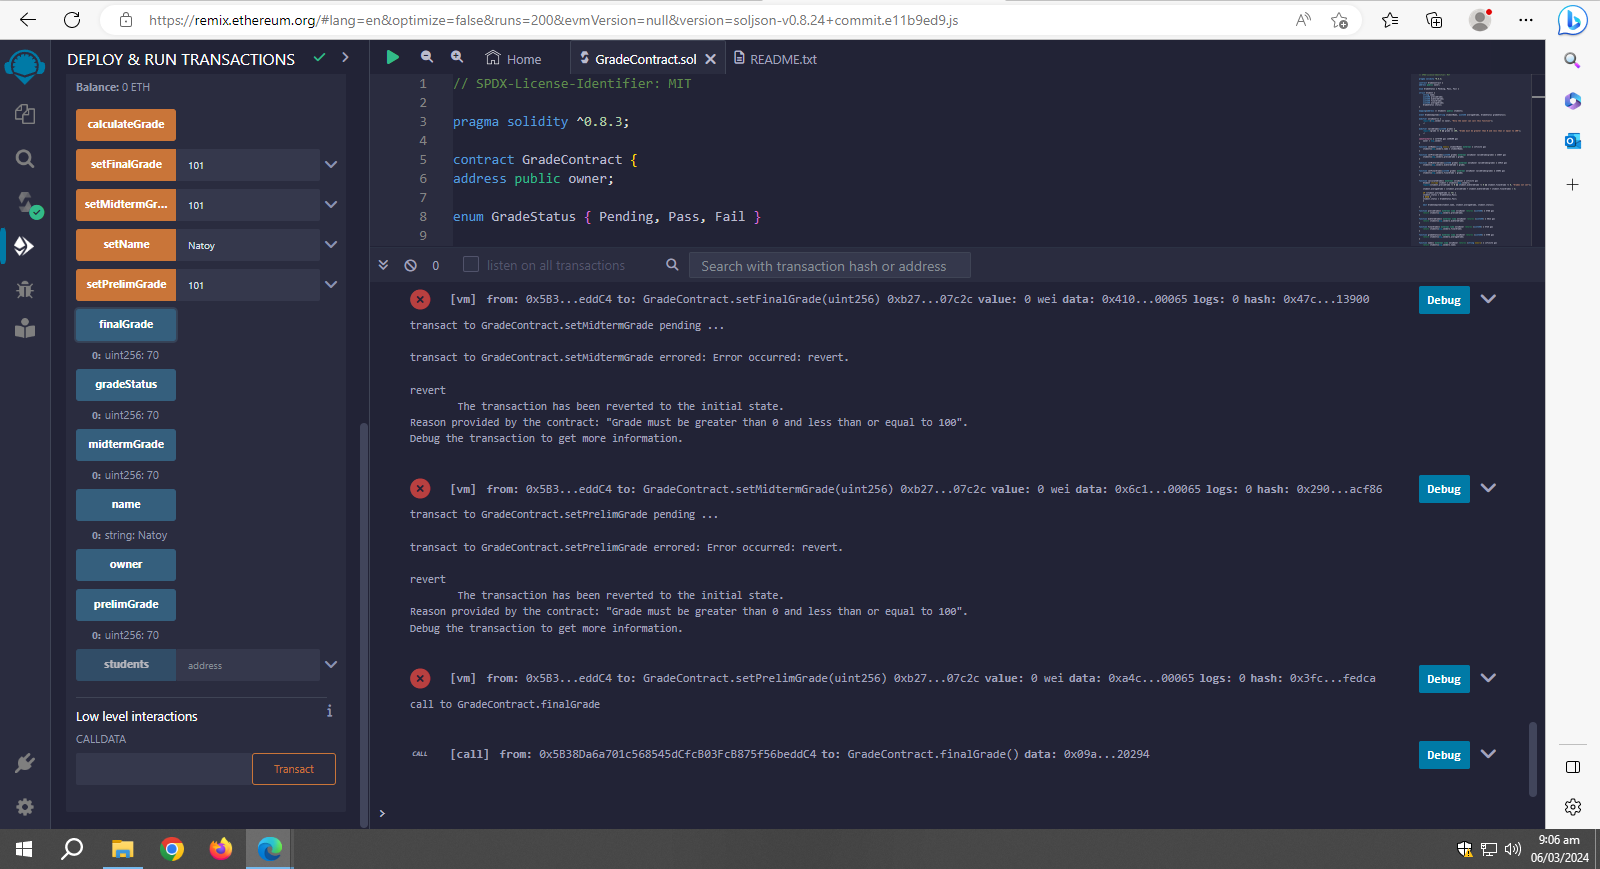 https://remix.ethereum.org/#lang=en&optimize=false&runs=200&evmVersion=null&version=soljson-v0.8.24+commit.e11b9ed9.js
DEPLOY & RUN TRANSACTIONS
Balance: 0 ETH
calculateGrade
setFinalGrade 101
setMidtermGr... 101
setName Natoy
setPrelimGrade 101
finalGrade
0: uint256: 70
gradeStatus
0: uint256: 70
midtermGrade
0: uint256: 70
name
0: string: Natoy
owner
prelimGrade
0: uint256: 70
students address
Low level interactions
CALLDATA
Transact
Home
GradeContract.sol
README.txt
1 // SPDX-License-Identifier: MIT
2
3 pragma solidity ^0.8.3;
4
5 contract GradeContract {
6 address public owner;
7
8 enum GradeStatus { Pending, Pass, Fail }
9
0 listen on all transactions Search with transaction hash or address
[vm] from: 0x5B3...eddC4 to: GradeContract.setFinalGrade(uint256) 0xb27...07c2c value: 0 wei data: 0x410...00065 logs: 0 hash: 0x47c...13900 Debug
transact to GradeContract.setMidtermGrade pending ...
transact to GradeContract.setMidtermGrade errored: Error occurred: revert.
revert
The transaction has been reverted to the initial state.
Reason provided by the contract: "Grade must be greater than 0 and less than or equal to 100".
Debug the transaction to get more information.
[vm] from: 0x5B3...eddC4 to: GradeContract.setMidtermGrade(uint256) 0xb27...07c2c value: 0 wei data: 0x6c1...00065 logs: 0 hash: 0x290...acf86 Debug
transact to GradeContract.setPrelimGrade pending ...
transact to GradeContract.setPrelimGrade errored: Error occurred: revert.
revert
The transaction has been reverted to the initial state.
Reason provided by the contract: "Grade must be greater than 0 and less than or equal to 100".
Debug the transaction to get more information.
[vm] from: 0x5B3...eddC4 to: GradeContract.setPrelimGrade(uint256) 0xb27...07c2c value: 0 wei data: 0xa4c...00065 logs: 0 hash: 0x3fc...fedca Debug
call to GradeContract.finalGrade
CALL [call] from: 0x5B38Da6a701c568545dCfcB03FcB875f56beddC4 to: GradeContract.finalGrade() data: 0x09a...20294 Debug
>
9:06 am
06/03/2024